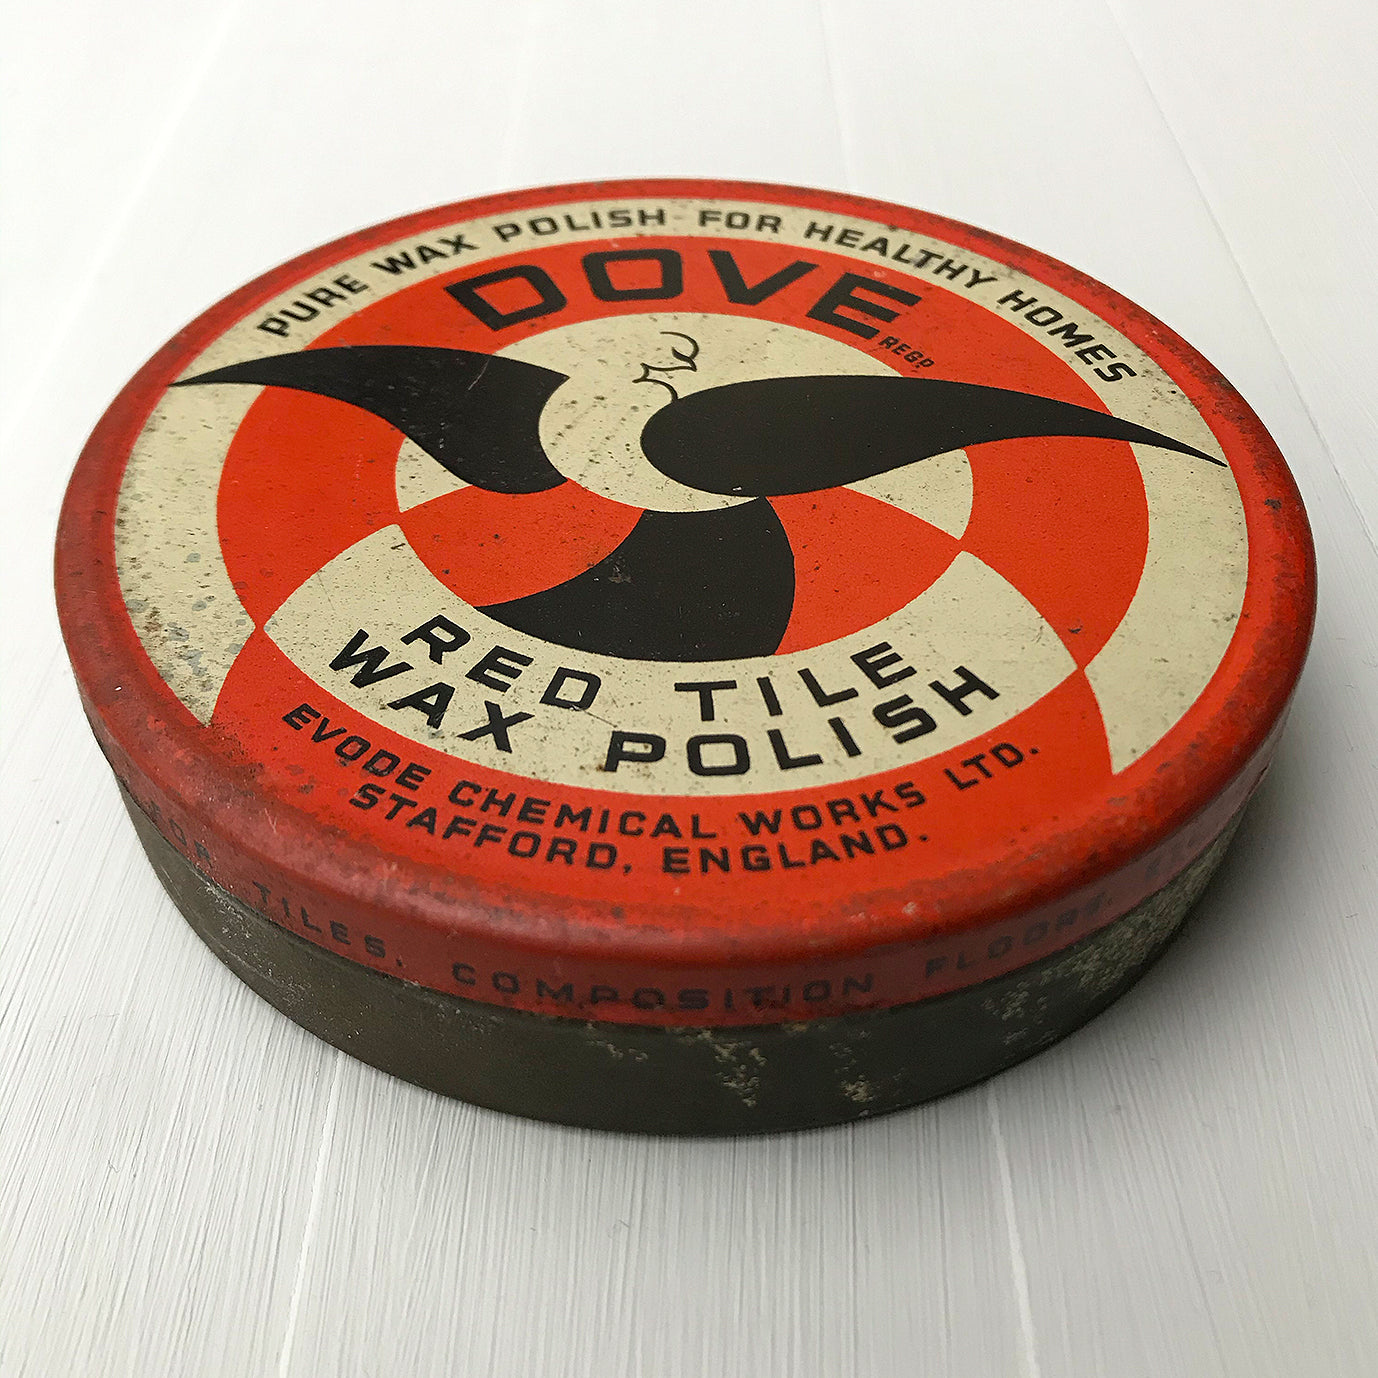 PURE WAX POLISH - FOR HEALTHY HOMES
DOVE
REGD
RED TILE
WAX POLISH
EVODE CHEMICAL WORKS LTD.
STAFFORD, ENGLAND.
FOR TILES, COMPOSITION FLOORS,